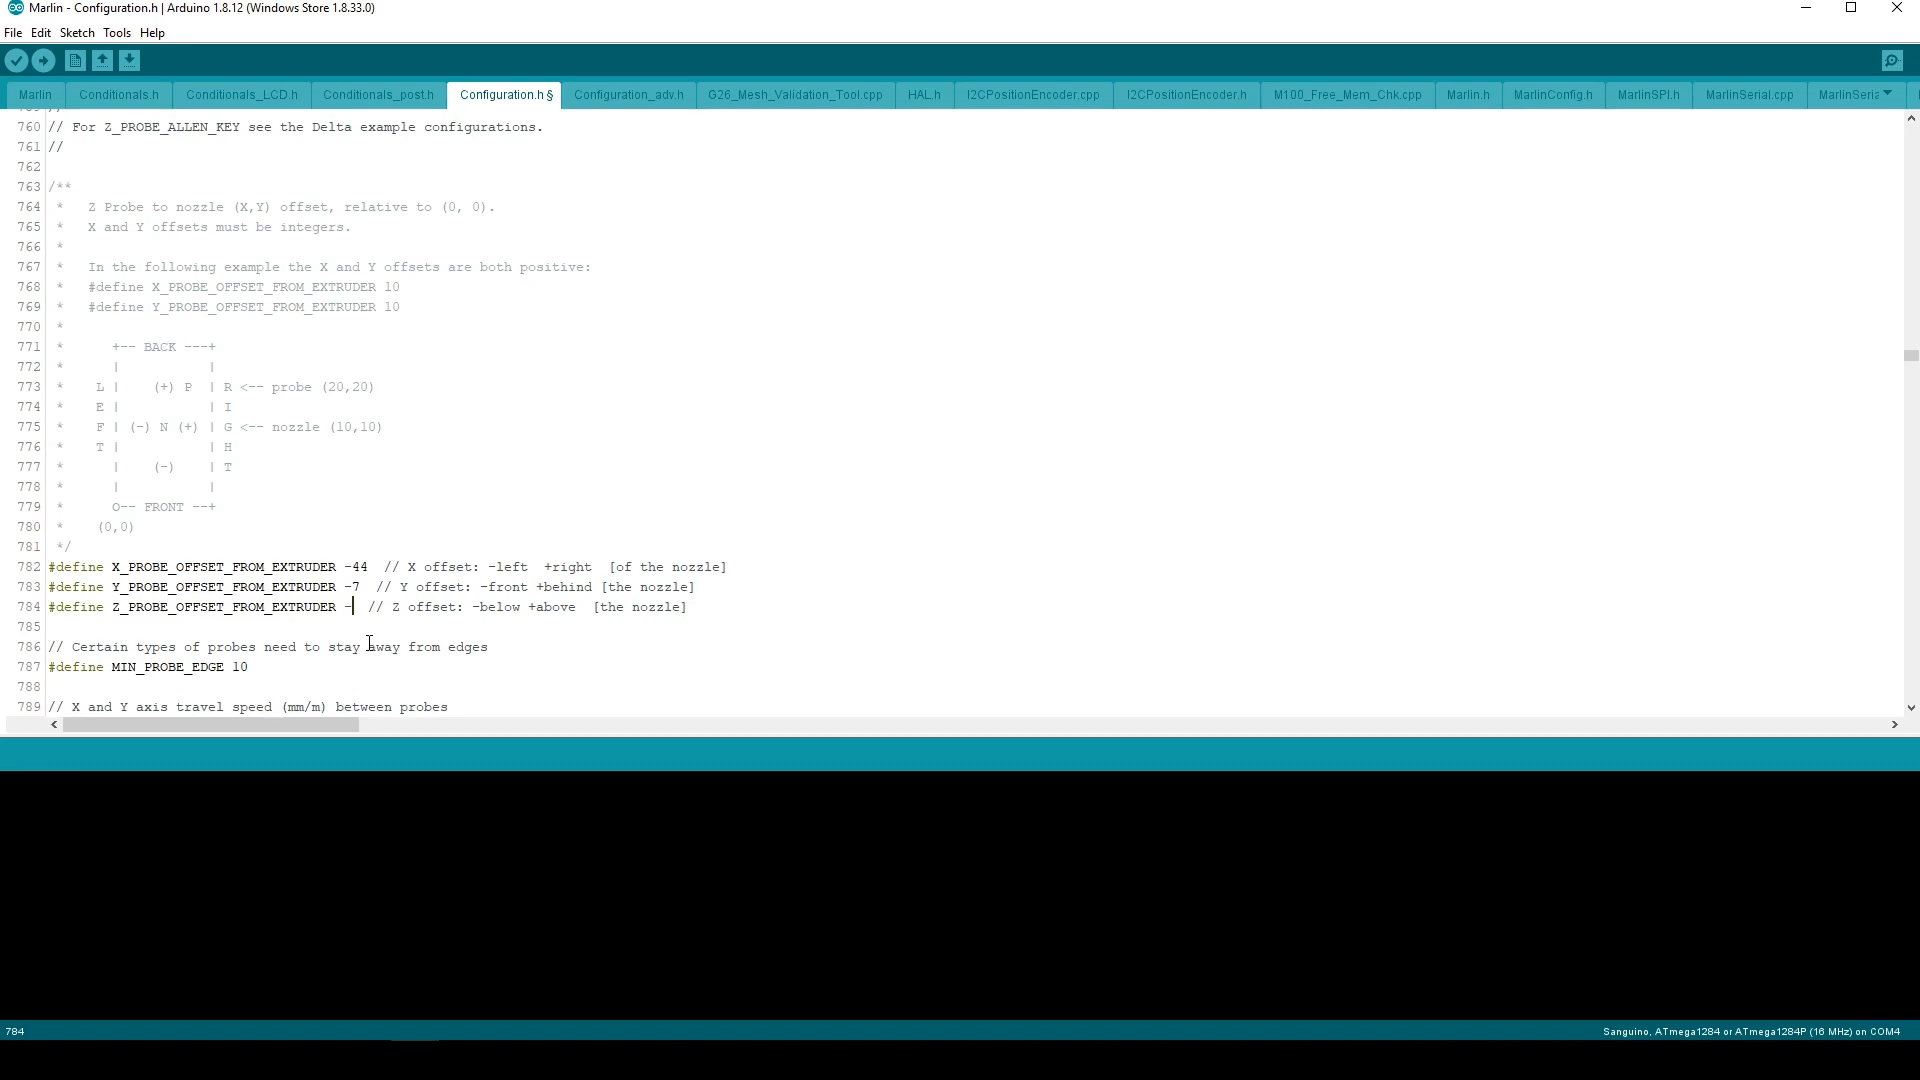 Marlin - Configuration.h | Arduino 1.8.12 (Windows Store 1.8.33.0)
File Edit Sketch Tools Help
Marlin Conditionals.h Conditionals_LCD.h Conditionals_post.h Configuration.h § Configuration_adv.h G26_Mesh_Validation_Tool.cpp HAL.h I2CPositionEncoder.cpp I2CPositionEncoder.h M100_Free_Mem_Chk.cpp Marlin.h MarlinConfig.h MarlinSPI.h MarlinSerial.cpp MarlinSeria
760 // For Z_PROBE_ALLEN_KEY see the Delta example configurations.
761 //
762
763 /**
764 * Z Probe to nozzle (X,Y) offset, relative to (0, 0).
765 * X and Y offsets must be integers.
766 *
767 * In the following example the X and Y offsets are both positive:
768 * #define X_PROBE_OFFSET_FROM_EXTRUDER 10
769 * #define Y_PROBE_OFFSET_FROM_EXTRUDER 10
770 *
771 * +-- BACK ---+
772 * | |
773 * L | (+) P | R <-- probe (20,20)
774 * E | | I
775 * F | (-) N (+) | G <-- nozzle (10,10)
776 * T | | H
777 * | (-) | T
778 * | |
779 * O-- FRONT --+
780 * (0,0)
781 */
782 #define X_PROBE_OFFSET_FROM_EXTRUDER -44 // X offset: -left +right [of the nozzle]
783 #define Y_PROBE_OFFSET_FROM_EXTRUDER -7 // Y offset: -front +behind [the nozzle]
784 #define Z_PROBE_OFFSET_FROM_EXTRUDER - // Z offset: -below +above [the nozzle]
785
786 // Certain types of probes need to stay away from edges
787 #define MIN_PROBE_EDGE 10
788
789 // X and Y axis travel speed (mm/m) between probes
784
Sanguino, ATmega1284 or ATmega1284P (16 MHz) on COM4